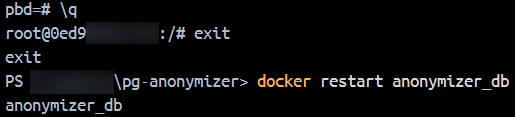 pbd=# \q
root@0ed9 :/# exit
exit
PS \pg-anonymizer> docker restart anonymizer_db
anonymizer_db